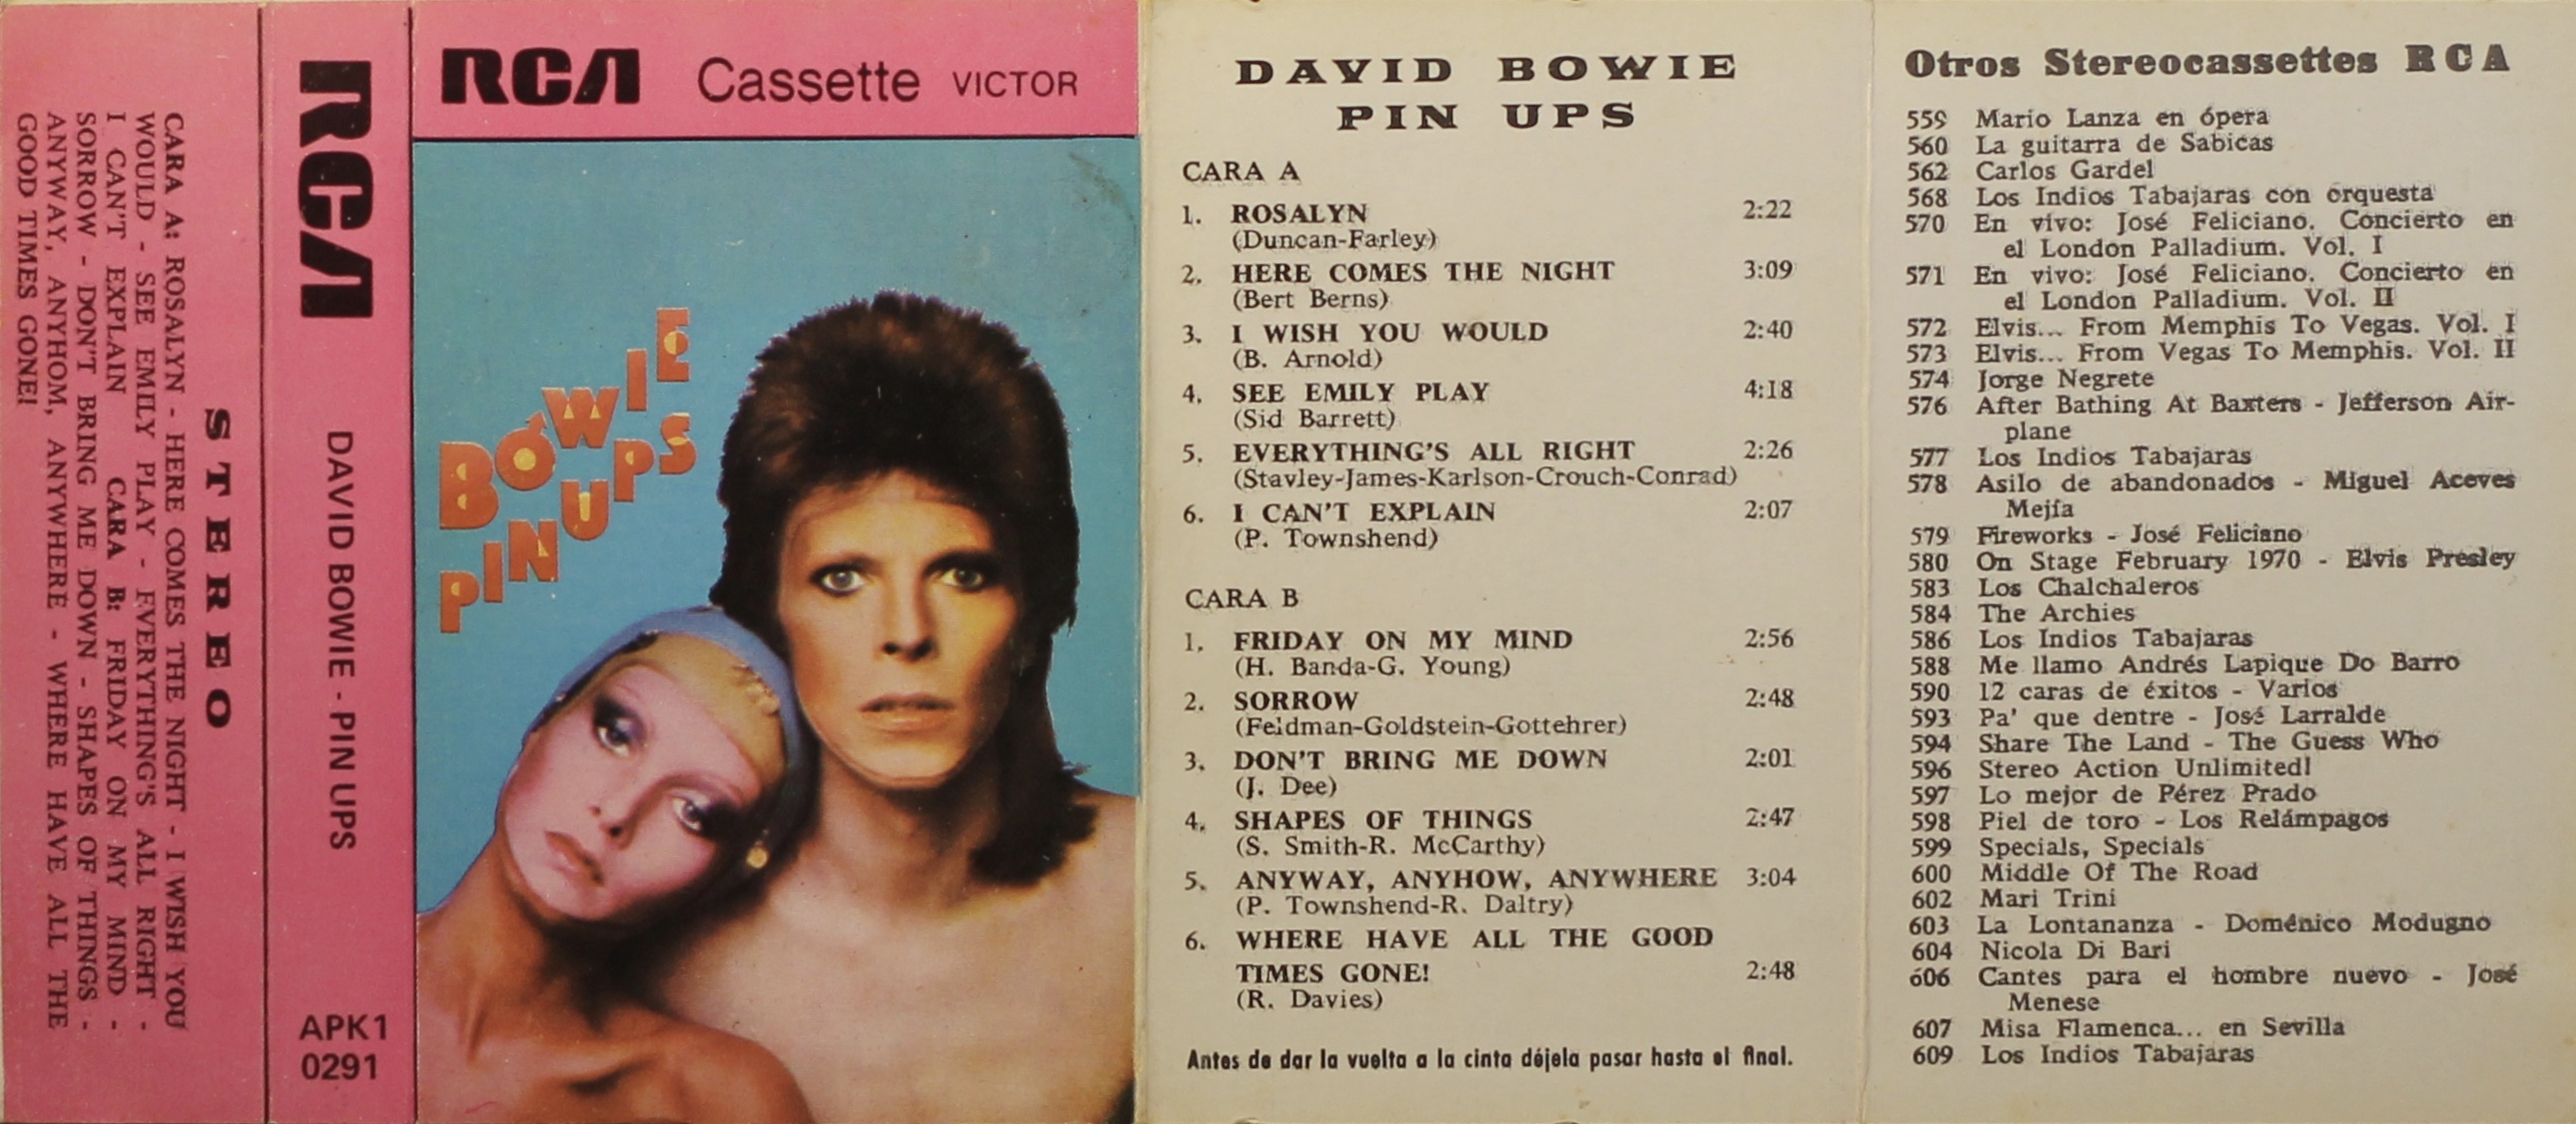 CARA A: ROSALYN - HERE COMES THE NIGHT - I WISH YOU
WOULD - SEE EMILY PLAY - EVERYTHING'S ALL RIGHT -
I CAN'T EXPLAIN CARA B: FRIDAY ON MY MIND -
SORROW - DON'T BRING ME DOWN - SHAPES OF THINGS -
ANYWAY, ANYHOM, ANYWHERE - WHERE HAVE ALL THE
GOOD TIMES GONE!
STEREO
RCA
DAVID BOWIE - PIN UPS
APK1
0291
RCA Cassette VICTOR
BOWIE
PIN UPS
DAVID BOWIE
PIN UPS
CARA A
1. ROSALYN 2:22
(Duncan-Farley)
2. HERE COMES THE NIGHT 3:09
(Bert Berns)
3. I WISH YOU WOULD 2:40
(B. Arnold)
4. SEE EMILY PLAY 4:18
(Sid Barrett)
5. EVERYTHING'S ALL RIGHT 2:26
(Stavley-James-Karlson-Crouch-Conrad)
6. I CAN'T EXPLAIN 2:07
(P. Townshend)
CARA B
1. FRIDAY ON MY MIND 2:56
(H. Banda-G. Young)
2. SORROW 2:48
(Feldman-Goldstein-Gottehrer)
3. DON'T BRING ME DOWN 2:01
(J. Dee)
4. SHAPES OF THINGS 2:47
(S. Smith-R. McCarthy)
5. ANYWAY, ANYHOW, ANYWHERE 3:04
(P. Townshend-R. Daltry)
6. WHERE HAVE ALL THE GOOD
TIMES GONE! 2:48
(R. Davies)
Antes de dar la vuelta a la cinta déjela pasar hasta el final.
Otros Stereocassettes RCA
559 Mario Lanza en ópera
560 La guitarra de Sabicas
562 Carlos Gardel
568 Los Indios Tabajaras con orquesta
570 En vivo: José Feliciano. Concierto en
el London Palladium. Vol. I
571 En vivo: José Feliciano. Concierto en
el London Palladium. Vol. II
572 Elvis... From Memphis To Vegas. Vol. I
573 Elvis... From Vegas To Memphis. Vol. II
574 Jorge Negrete
576 After Bathing At Baxters - Jefferson Air-
plane
577 Los Indios Tabajaras
578 Asilo de abandonados - Miguel Aceves
Mejía
579 Fireworks - José Feliciano
580 On Stage February 1970 - Elvis Presley
583 Los Chalchaleros
584 The Archies
586 Los Indios Tabajaras
588 Me llamo Andrés Lapique Do Barro
590 12 caras de éxitos - Varios
593 Pa' que dentre - José Larralde
594 Share The Land - The Guess Who
596 Stereo Action Unlimited!
597 Lo mejor de Pérez Prado
598 Piel de toro - Los Relámpagos
599 Specials, Specials
600 Middle Of The Road
602 Mari Trini
603 La Lontananza - Doménico Modugno
604 Nicola Di Bari
606 Cantes para el hombre nuevo - José
Menese
607 Misa Flamenca... en Sevilla
609 Los Indios Tabajaras